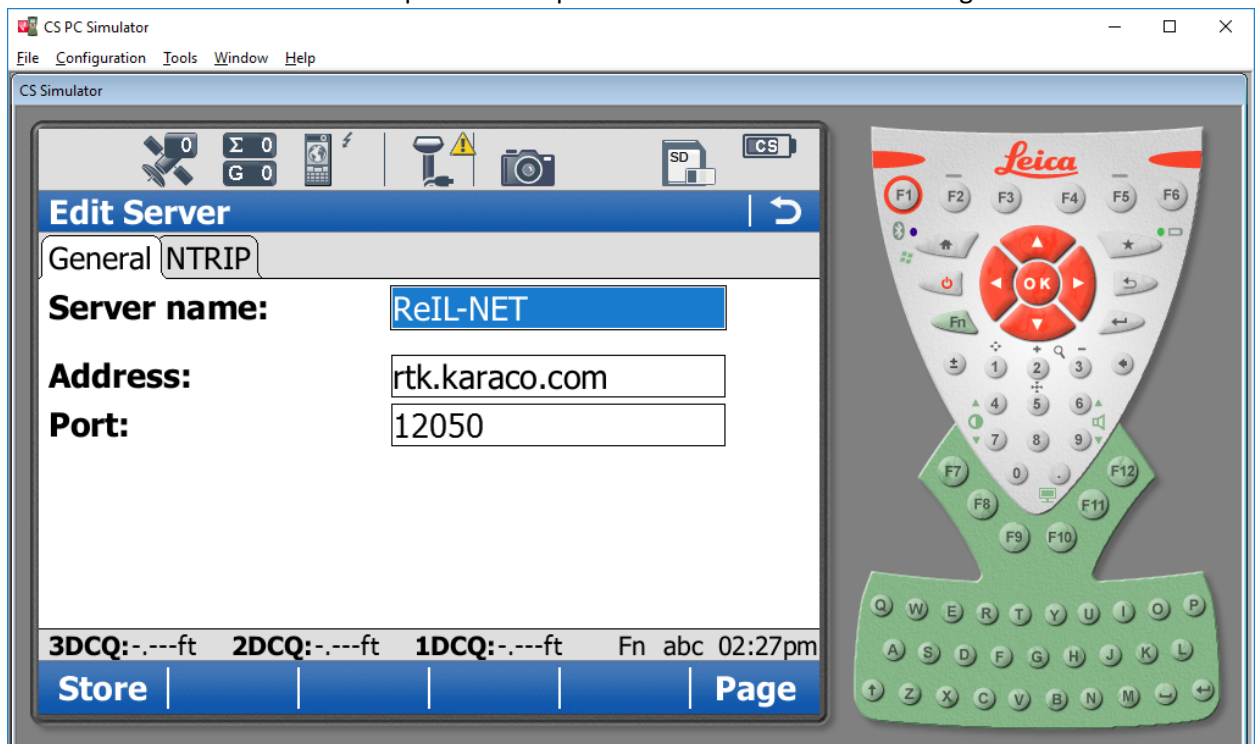 CS PC Simulator
File Configuration Tools Window Help
CS Simulator
0 Σ 0 SD CS
G 0
Edit Server
General NTRIP
Server name: ReIL-NET
Address: rtk.karaco.com
Port: 12050
3DCQ:-.---ft 2DCQ:-.---ft 1DCQ:-.---ft Fn abc 02:27pm
Store Page
Leica
F1 F2 F3 F4 F5 F6
OK
Fn
± 1 2 3
4 5 6
7 8 9
F7 0 . F12
F8 F11
F9 F10
Q W E R T Y U I O P
A S D F G H J K L
Z X C V B N M